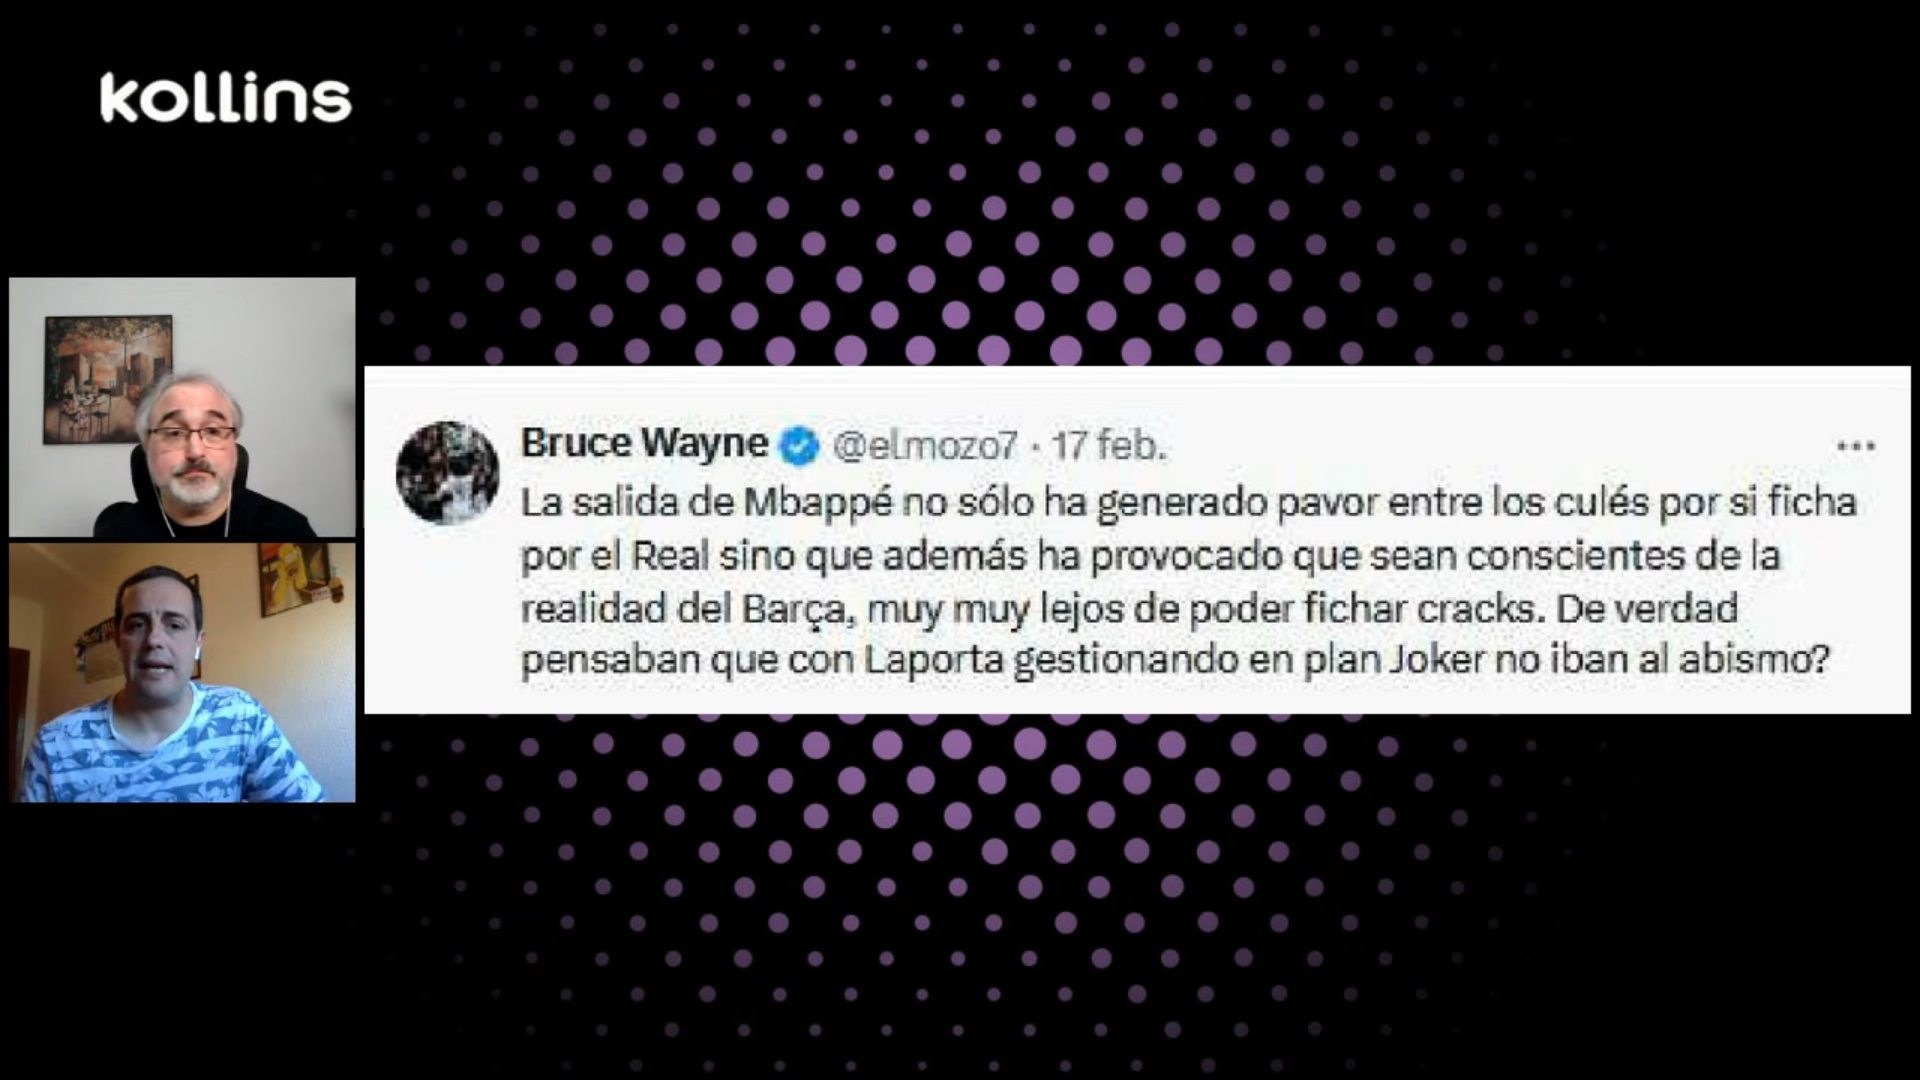 kollins
Bruce Wayne @elmozo7 · 17 feb.
La salida de Mbappé no sólo ha generado pavor entre los culés por si ficha
por el Real sino que además ha provocado que sean conscientes de la
realidad del Barça, muy muy lejos de poder fichar cracks. De verdad
pensaban que con Laporta gestionando en plan Joker no iban al abismo?